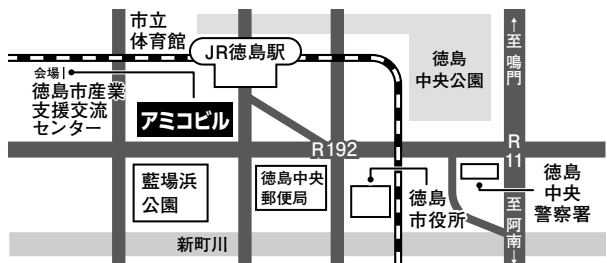 市立
体育館
JR徳島駅
徳島
中央公園
↑至鳴門
会場
徳島市産業
支援交流
センター
アミコビル
R192
R11
藍場浜
公園
徳島中央
郵便局
徳島
市役所
徳島
中央
警察署
至阿南↓
新町川